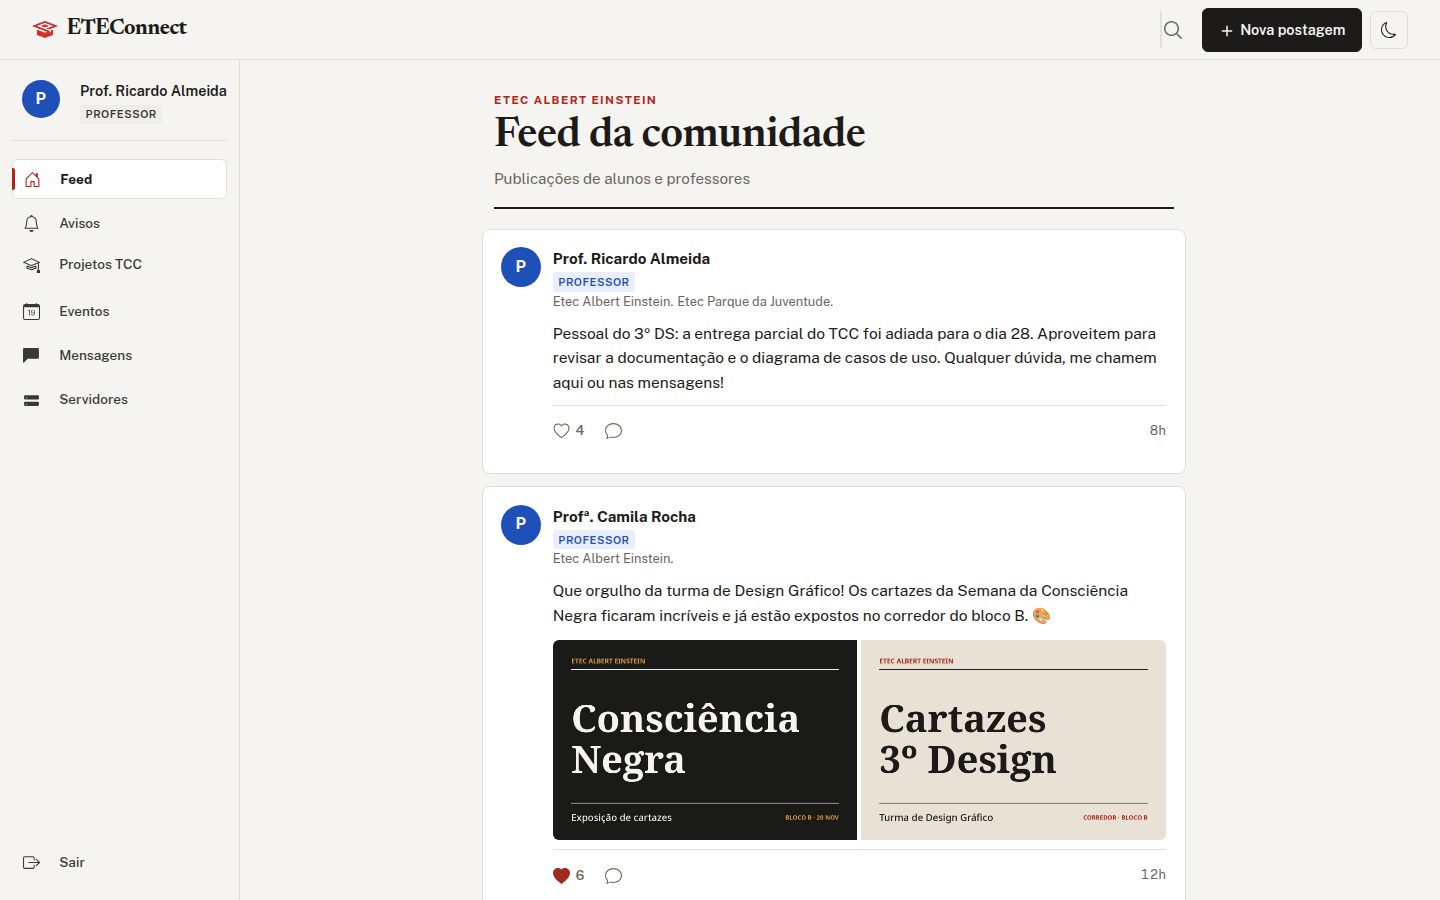 ETEConnect
Nova postagem
P
Prof. Ricardo Almeida
PROFESSOR
Feed
Avisos
Projetos TCC
19
Eventos
Mensagens
Servidores
Sair
ETEC ALBERT EINSTEIN
Feed da comunidade
Publicações de alunos e professores
P
Prof. Ricardo Almeida
PROFESSOR
Etec Albert Einstein. Etec Parque da Juventude.
Pessoal do 3º DS: a entrega parcial do TCC foi adiada para o dia 28. Aproveitem para
revisar a documentação e o diagrama de casos de uso. Qualquer dúvida, me chamem
aqui ou nas mensagens!
4
8h
P
Profª. Camila Rocha
PROFESSOR
Etec Albert Einstein.
Que orgulho da turma de Design Gráfico! Os cartazes da Semana da Consciência
Negra ficaram incríveis e já estão expostos no corredor do bloco B. 🎨
ETEC ALBERT EINSTEIN
Consciência
Negra
Exposição de cartazes
BLOCO B · 20 NOV
ETEC ALBERT EINSTEIN
Cartazes
3º Design
Turma de Design Gráfico
CORREDOR · BLOCO B
6
12h